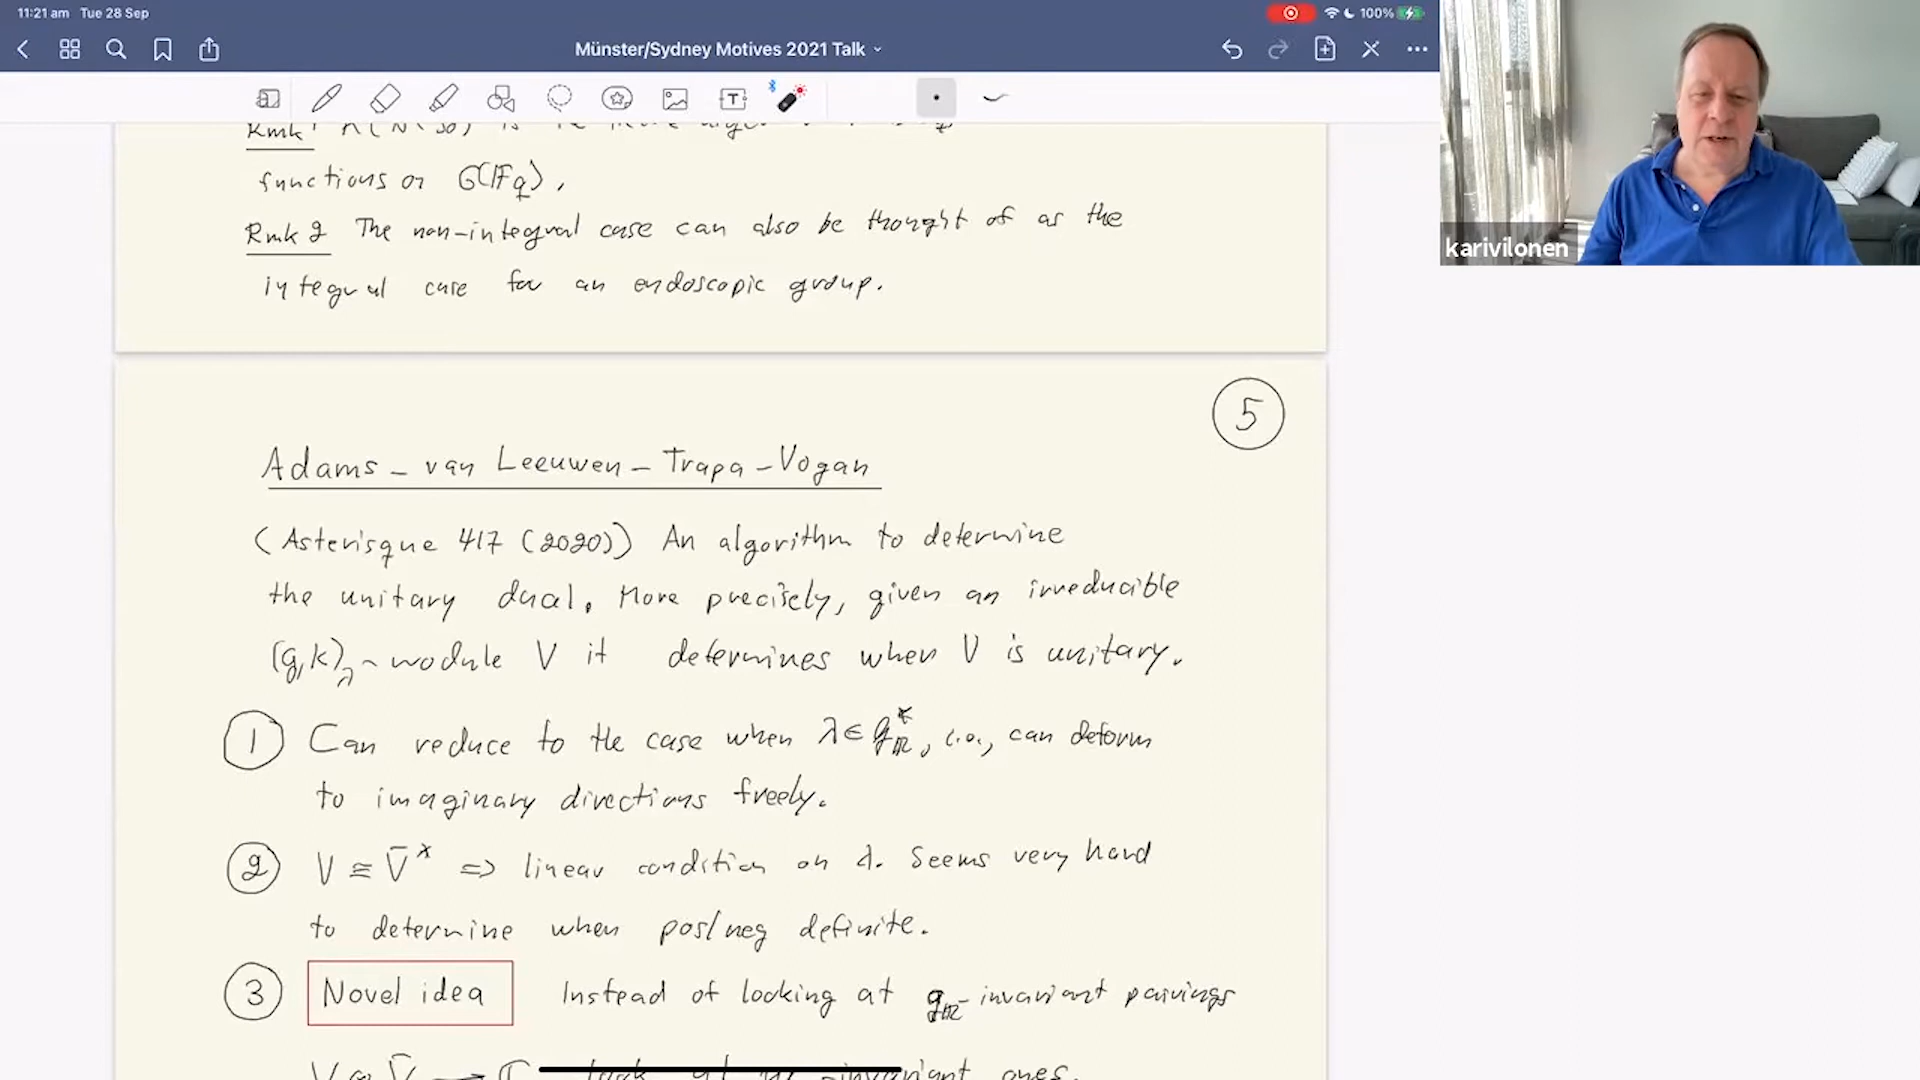 11:21 am Tue 28 Sep
100%
Münster/Sydney Motives 2021 Talk
karivilonen
Rmk
functions on G(𝔽q),
Rmk 2 The non-integral case can also be thought of as the
integral case for an endoscopic group.
5
Adams - van Leeuwen - Trapa - Vogan
(Asterisque 417 (2020)) An algorithm to determine
the unitary dual. More precisely, given an irreducible
(g,K)λ - module V it determines when V is unitary.
1 Can reduce to the case when λ ∈ 𝔥*ℝ, i.e., can deform
to imaginary directions freely.
2 V ≅ V̄* => linear condition on λ. Seems very hard
to determine when pos/neg definite.
3 Novel idea Instead of looking at gℝ-invariant pairings
V ⊗ V̄ → ℂ look at -invariant ones.